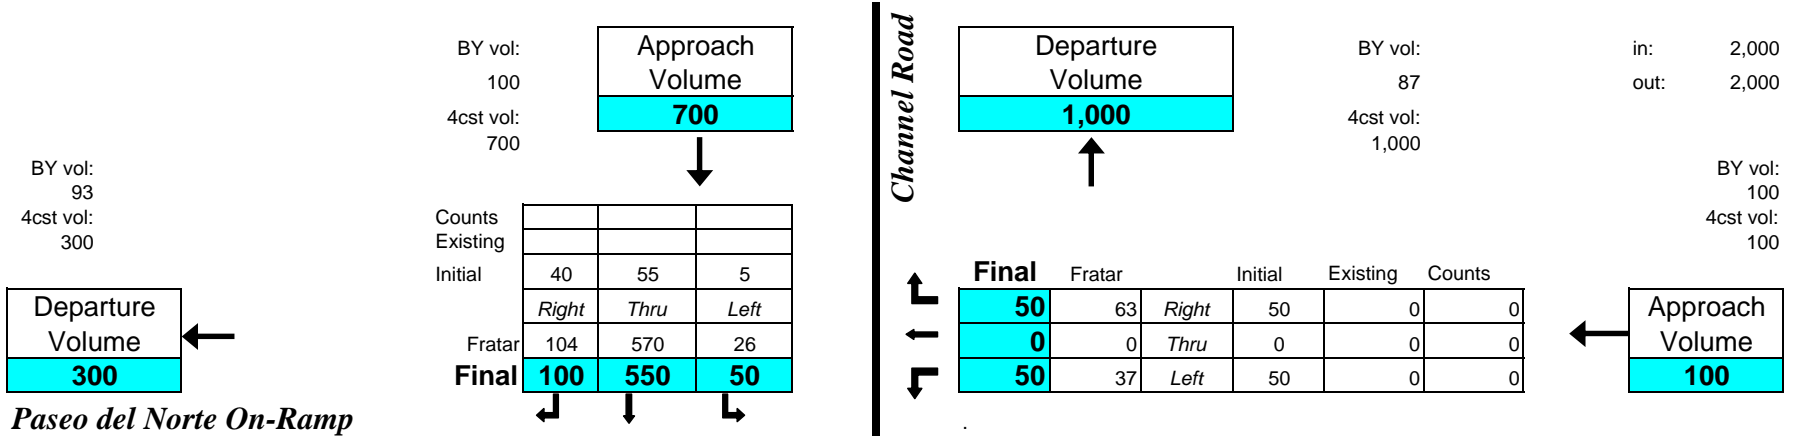 BY vol:
100
4cst vol:
700
Approach
Volume
700
Channel Road
Departure
Volume
1,000
BY vol:
87
4cst vol:
1,000
in: 2,000
out: 2,000
BY vol:
93
4cst vol:
300
BY vol:
100
4cst vol:
100
Counts
Existing
Initial 40 55 5
Right Thru Left
Fratar 104 570 26
Final 100 550 50
Departure
Volume
300
Final Fratar Initial Existing Counts
50 63 Right 50 0 0
0 0 Thru 0 0 0
50 37 Left 50 0 0
Approach
Volume
100
Paseo del Norte On-Ramp
.